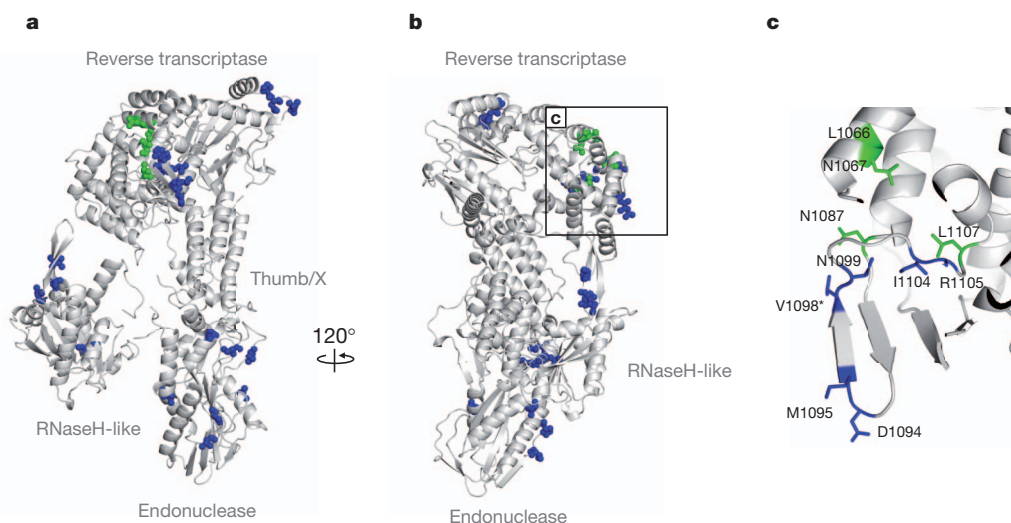 a
Reverse transcriptase
Thumb/X
120°
RNaseH-like
Endonuclease
b
Reverse transcriptase
c
RNaseH-like
Endonuclease
c
L1066
N1067
N1087
L1107
N1099
I1104
R1105
V1098*
M1095
D1094